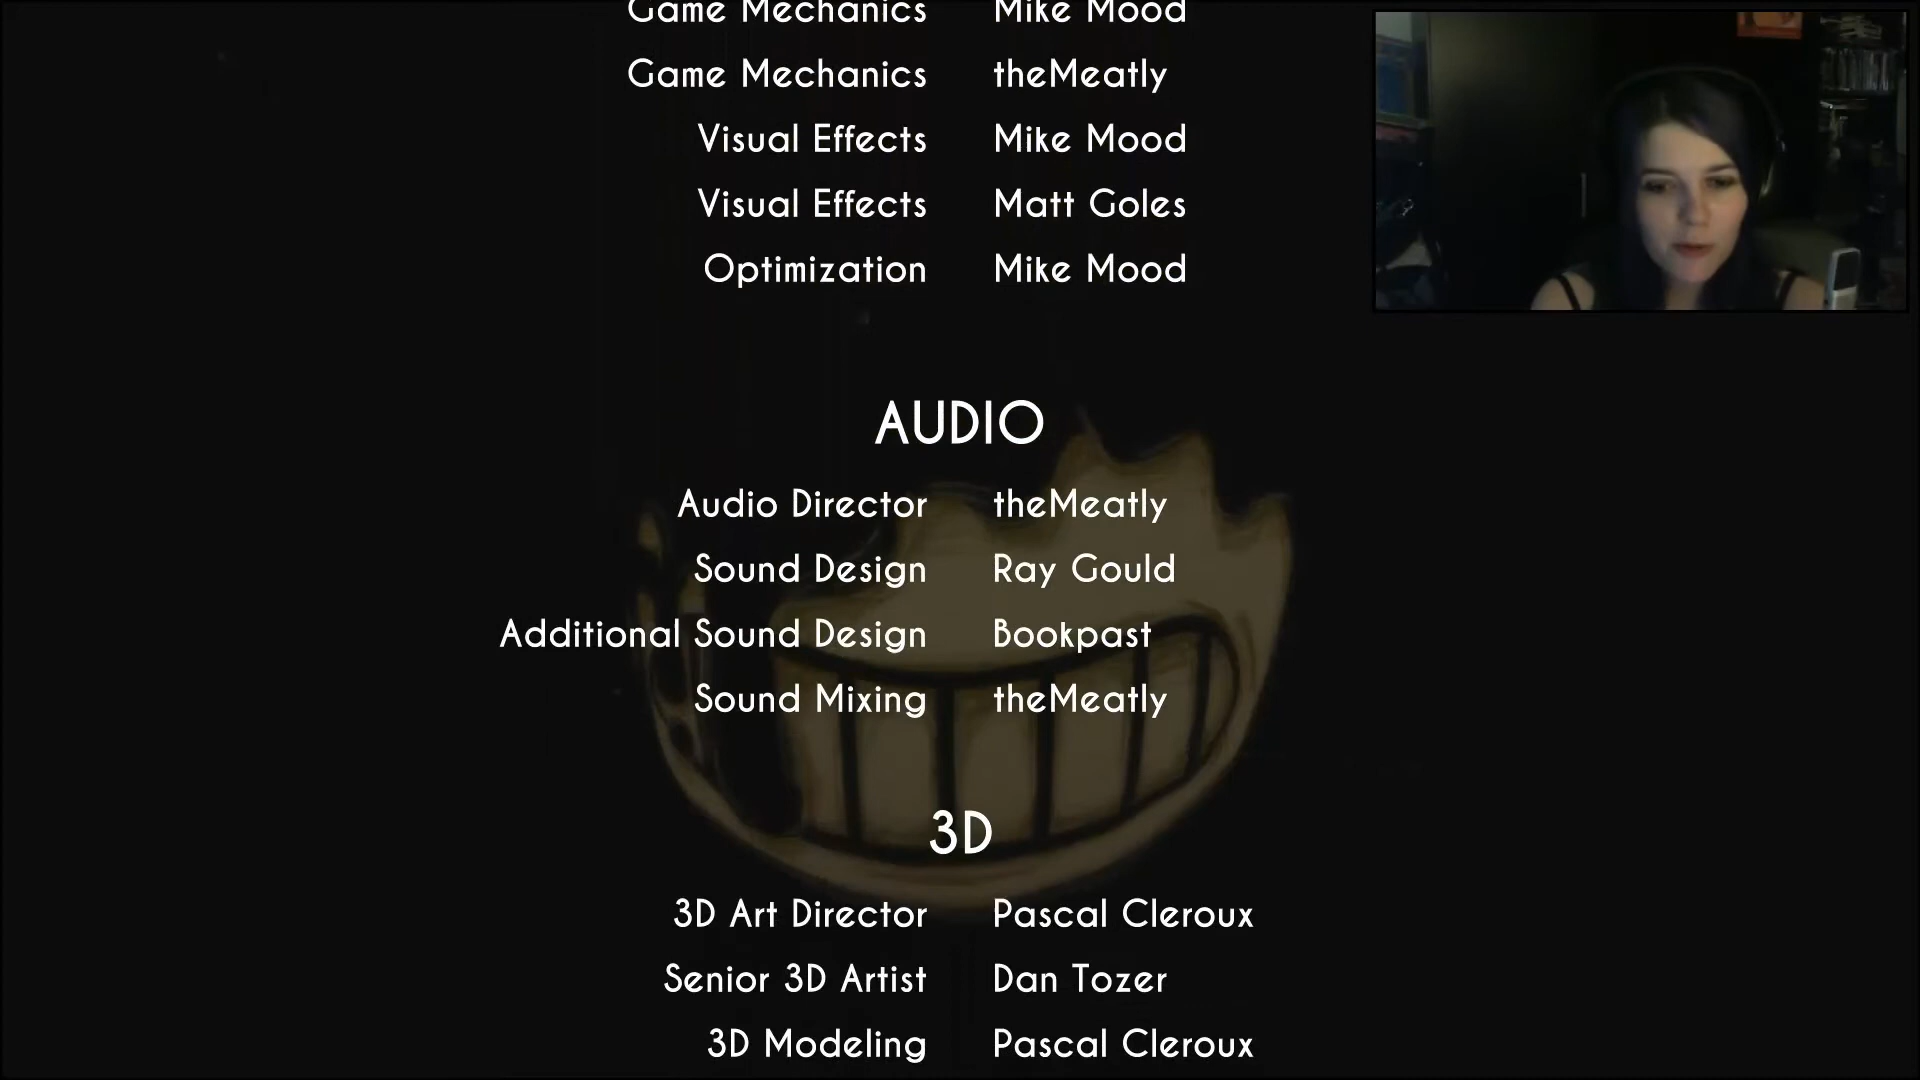 Game Mechanics Mike Mood
Game Mechanics theMeatly
Visual Effects Mike Mood
Visual Effects Matt Goles
Optimization Mike Mood
AUDIO
Audio Director theMeatly
Sound Design Ray Gould
Additional Sound Design Bookpast
Sound Mixing theMeatly
3D
3D Art Director Pascal Cleroux
Senior 3D Artist Dan Tozer
3D Modeling Pascal Cleroux